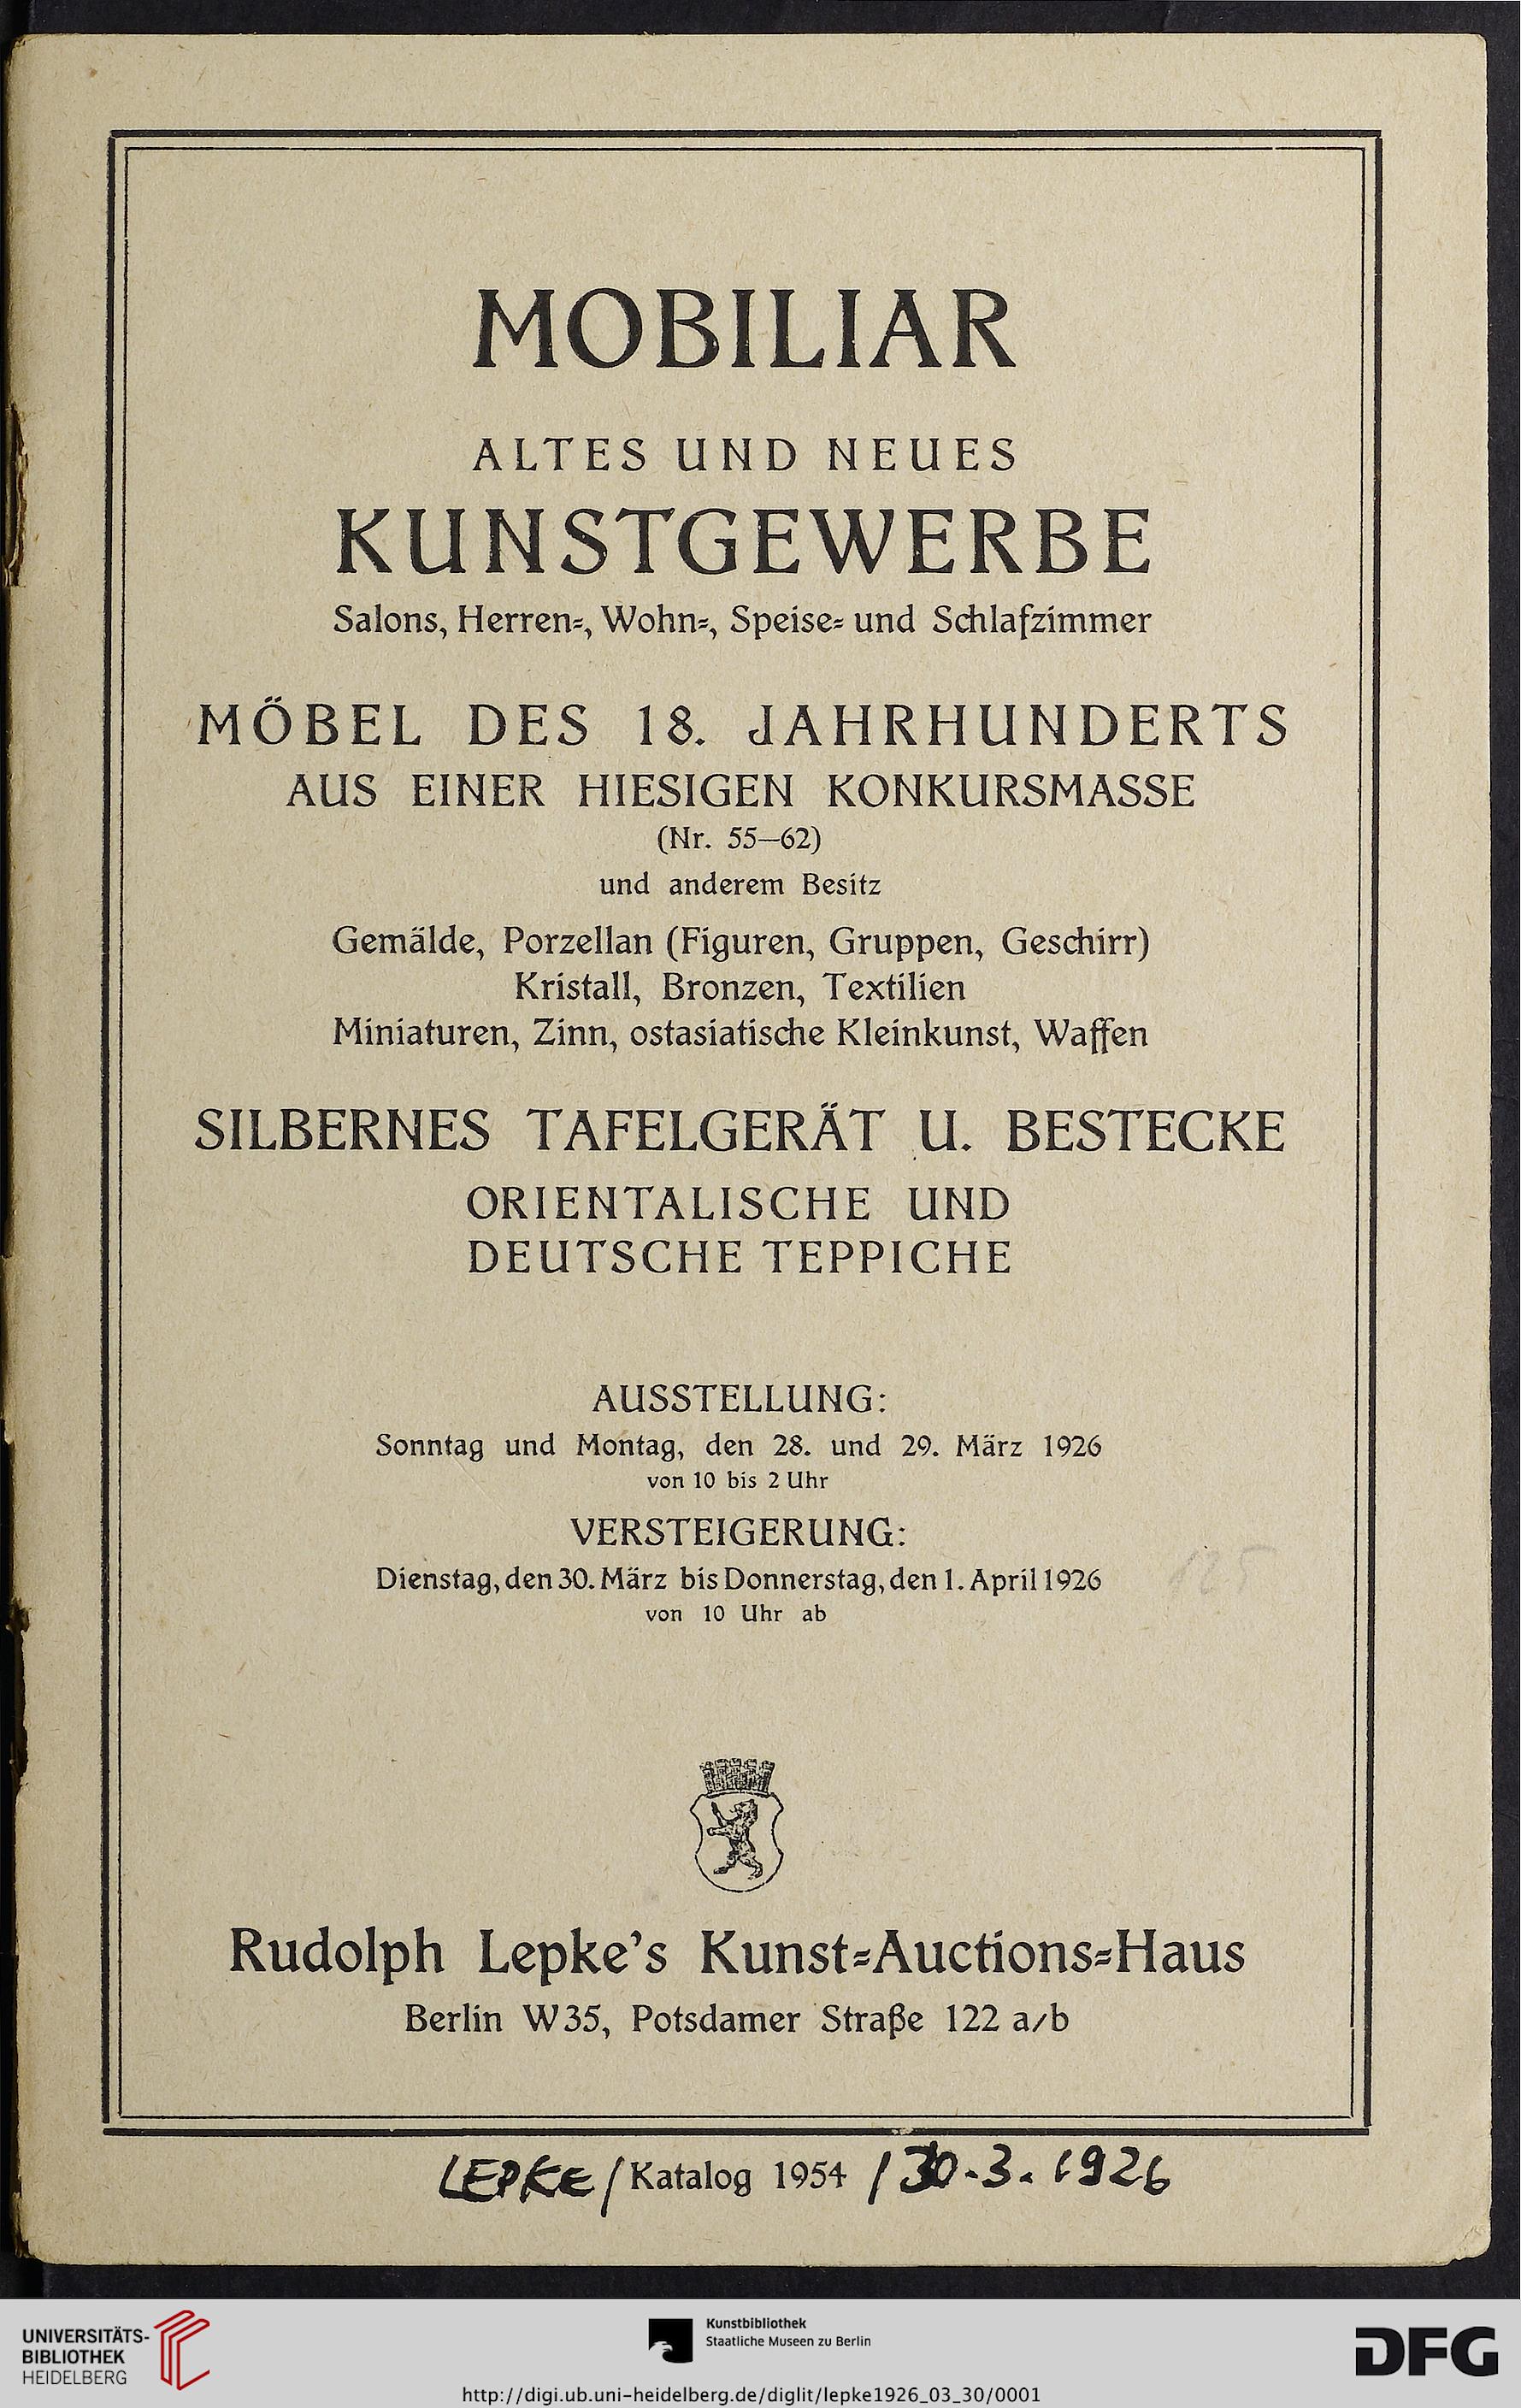 MOBILIAR
ALTES UND NEUES
KUNSTGEWERBE
Salons, Herren-, Wohn-, Speise- und Schlafzimmer
MÖBEL DES 18. JAHRHUNDERTS
AUS EINER HIESIGEN KONKURSMASSE
(Nr. 55—62)
und anderem Besitz
Gemälde, Porzellan (Figuren, Gruppen, Geschirr)
Kristall, Bronzen, Textilien
Miniaturen, Zinn, ostasiatische Kleinkunst, Waffen
SILBERNES TAFELGERÄT U. BESTECKE
ORIENTALISCHE UND
DEUTSCHE TEPPICHE
AUSSTELLUNG:
Sonntag und Montag, den 28. und 29. März 1926
von 10 bis 2 Uhr
VERSTEIGERUNG:
Dienstag, den 30. März bis Donnerstag, den 1. April 1926
von 10 Uhr ab
125
Rudolph Lepke's Kunst-Auctions-Haus
Berlin W 35, Potsdamer Straße 122 a/b
LEPKE / Katalog 1954 / 30.3.1926
UNIVERSITÄTS-
BIBLIOTHEK
HEIDELBERG
Kunstbibliothek
Staatliche Museen zu Berlin
DFG
http://digi.ub.uni-heidelberg.de/diglit/lepke1926_03_30/0001